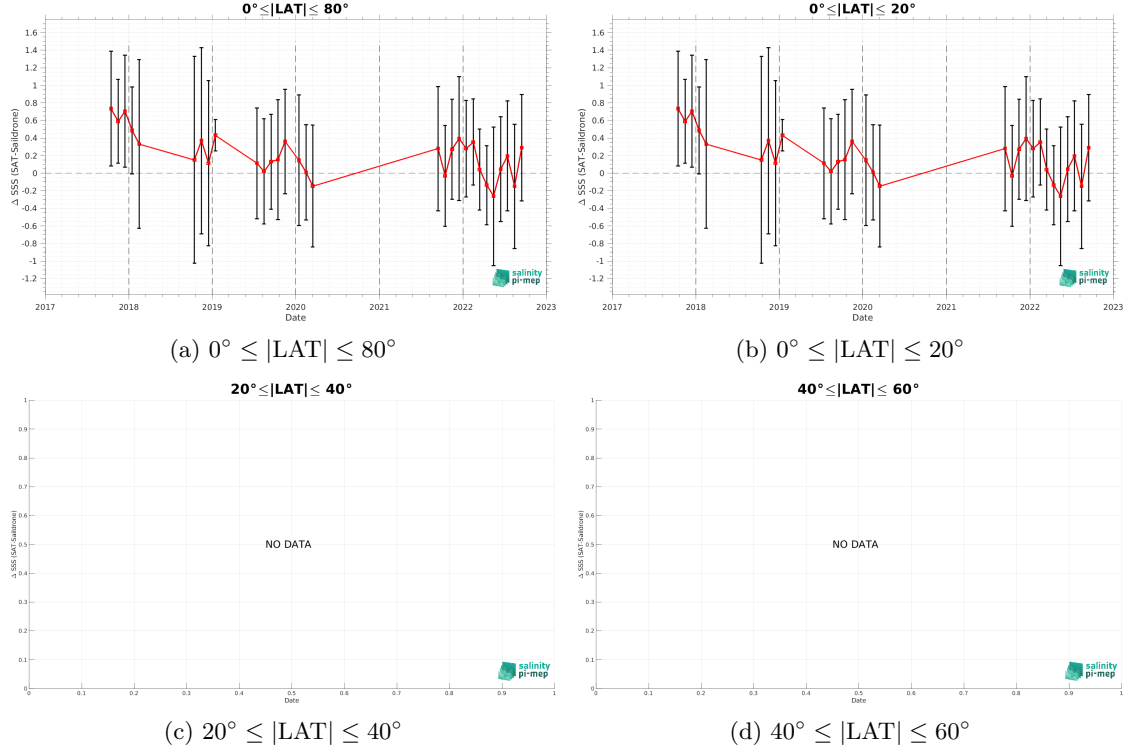 0°≤|LAT|≤ 80°
1.6
1.4
1.2
1
0.8
0.6
0.4
0.2
0
-0.2
-0.4
-0.6
-0.8
-1
-1.2
Δ SSS (SAT-Saildrone)
salinity
pi-mep
2017 2018 2019 2020 2021 2022 2023
Date
(a) 0° ≤ |LAT| ≤ 80°
0°≤|LAT|≤ 20°
1.6
1.4
1.2
1
0.8
0.6
0.4
0.2
0
-0.2
-0.4
-0.6
-0.8
-1
-1.2
Δ SSS (SAT-Saildrone)
salinity
pi-mep
2017 2018 2019 2020 2021 2022 2023
Date
(b) 0° ≤ |LAT| ≤ 20°
20°≤|LAT|≤ 40°
1
0.9
0.8
0.7
0.6
0.5
0.4
0.3
0.2
0.1
0
Δ SSS (SAT-Saildrone)
NO DATA
salinity
pi-mep
0 0.1 0.2 0.3 0.4 0.5 0.6 0.7 0.8 0.9 1
Date
(c) 20° ≤ |LAT| ≤ 40°
40°≤|LAT|≤ 60°
1
0.9
0.8
0.7
0.6
0.5
0.4
0.3
0.2
0.1
0
Δ SSS (SAT-Saildrone)
NO DATA
salinity
pi-mep
0 0.1 0.2 0.3 0.4 0.5 0.6 0.7 0.8 0.9 1
Date
(d) 40° ≤ |LAT| ≤ 60°